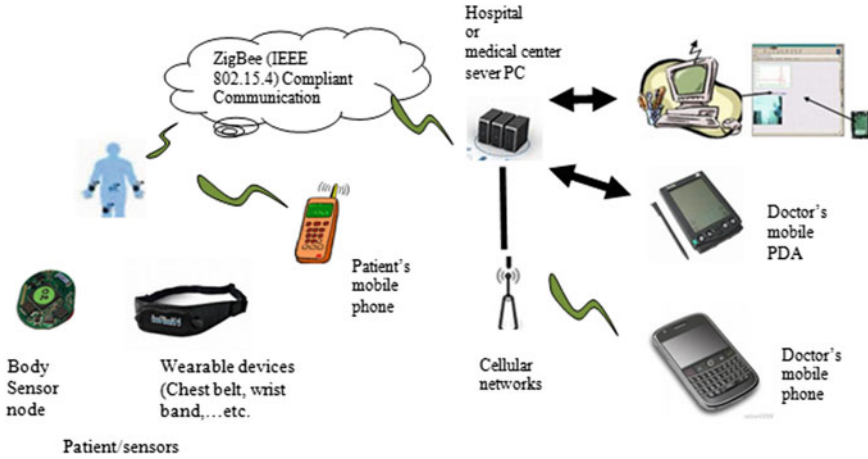 ZigBee (IEEE
802.15.4) Compliant
Communication
Hospital
or
medical center
sever PC
Patient's
mobile
phone
Doctor's
mobile
PDA
Body
Sensor
node
Wearable devices
(Chest belt, wrist
band,...etc.
Cellular
networks
Doctor's
mobile
phone
Patient/sensors